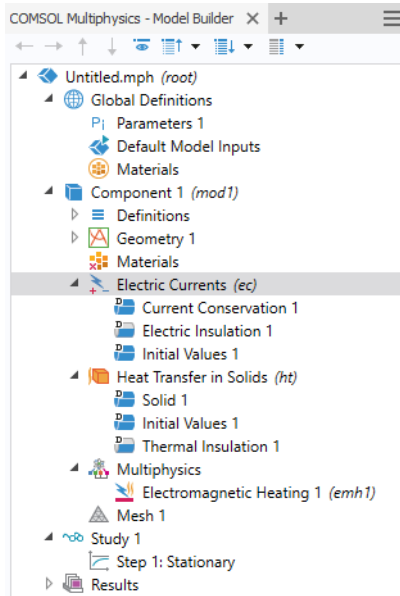 COMSOL Multiphysics - Model Builder
Untitled.mph (root)
Global Definitions
Pi Parameters 1
Default Model Inputs
Materials
Component 1 (mod1)
Definitions
Geometry 1
Materials
Electric Currents (ec)
D Current Conservation 1
D Electric Insulation 1
D Initial Values 1
Heat Transfer in Solids (ht)
D Solid 1
D Initial Values 1
D Thermal Insulation 1
Multiphysics
Electromagnetic Heating 1 (emh1)
Mesh 1
Study 1
Step 1: Stationary
Results